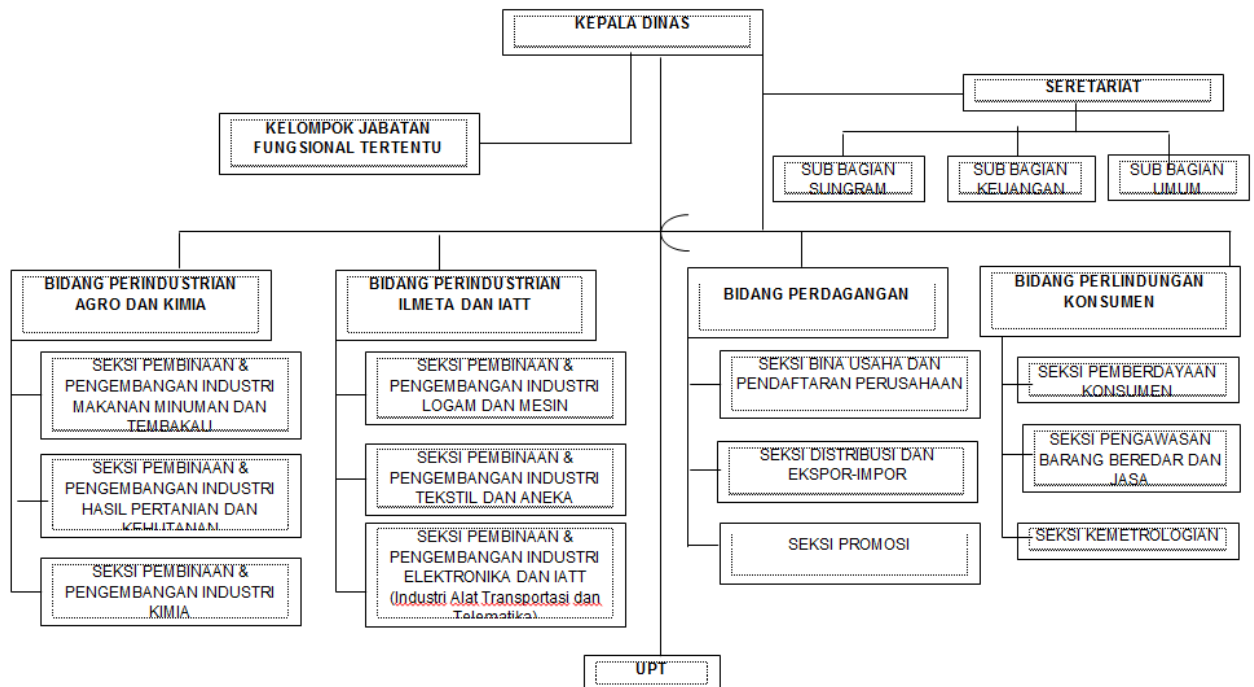 KEPALA DINAS
SERETARIAT
KELOMPOK JABATAN
FUNGSIONAL TERTENTU
SUB BAGIAN
SUNGRAM
SUB BAGIAN
KEUANGAN
SUB BAGIAN
UMUM
BIDANG PERINDUSTRIAN
AGRO DAN KIMIA
BIDANG PERINDUSTRIAN
ILMETA DAN IATT
BIDANG PERDAGANGAN
BIDANG PERLINDUNGAN
KONSUMEN
SEKSI PEMBINAAN &
PENGEMBANGAN INDUSTRI
MAKANAN MINUMAN DAN
TEMBAKAU
SEKSI PEMBINAAN &
PENGEMBANGAN INDUSTRI
HASIL PERTANIAN DAN
KEHUTANAN
SEKSI PEMBINAAN &
PENGEMBANGAN INDUSTRI
KIMIA
SEKSI PEMBINAAN &
PENGEMBANGAN INDUSTRI
LOGAM DAN MESIN
SEKSI PEMBINAAN &
PENGEMBANGAN INDUSTRI
TEKSTIL DAN ANEKA
SEKSI PEMBINAAN &
PENGEMBANGAN INDUSTRI
ELEKTRONIKA DAN IATT
(Industri Alat Transportasi dan
Telematika)
SEKSI BINA USAHA DAN
PENDAFTARAN PERUSAHAAN
SEKSI DISTRIBUSI DAN
EKSPOR-IMPOR
SEKSI PROMOSI
SEKSI PEMBERDAYAAN
KONSUMEN
SEKSI PENGAWASAN
BARANG BEREDAR DAN
JASA
SEKSI KEMETROLOGIAN
UPT